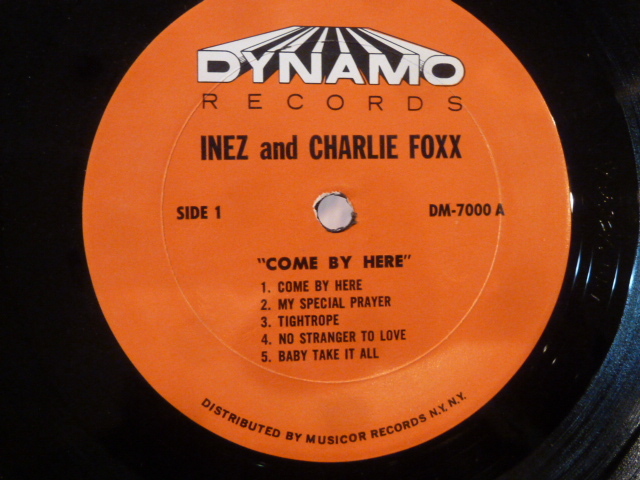 DYNAMO
RECORDS
INEZ and CHARLIE FOXX
SIDE 1
DM-7000 A
"COME BY HERE"
1. COME BY HERE
2. MY SPECIAL PRAYER
3. TIGHTROPE
4. NO STRANGER TO LOVE
5. BABY TAKE IT ALL
DISTRIBUTED BY MUSICOR RECORDS N.Y. N.Y.